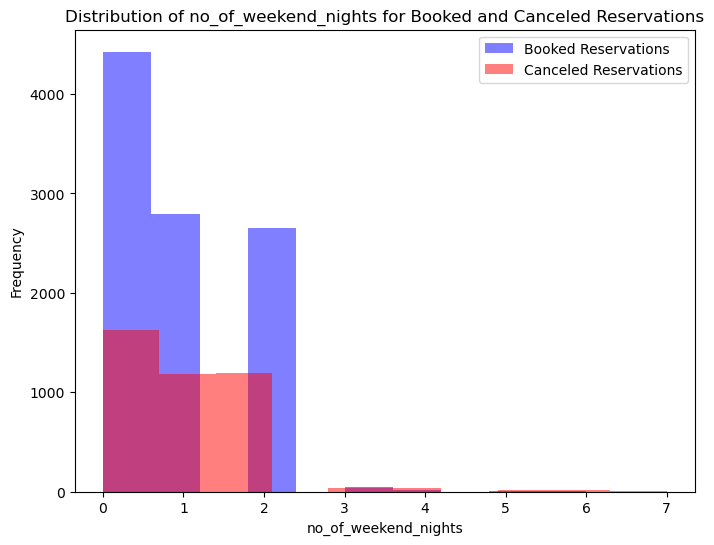 Distribution of no_of_weekend_nights for Booked and Canceled Reservations
Booked Reservations
Canceled Reservations
Frequency
4000
3000
2000
1000
0
0 1 2 3 4 5 6 7
no_of_weekend_nights